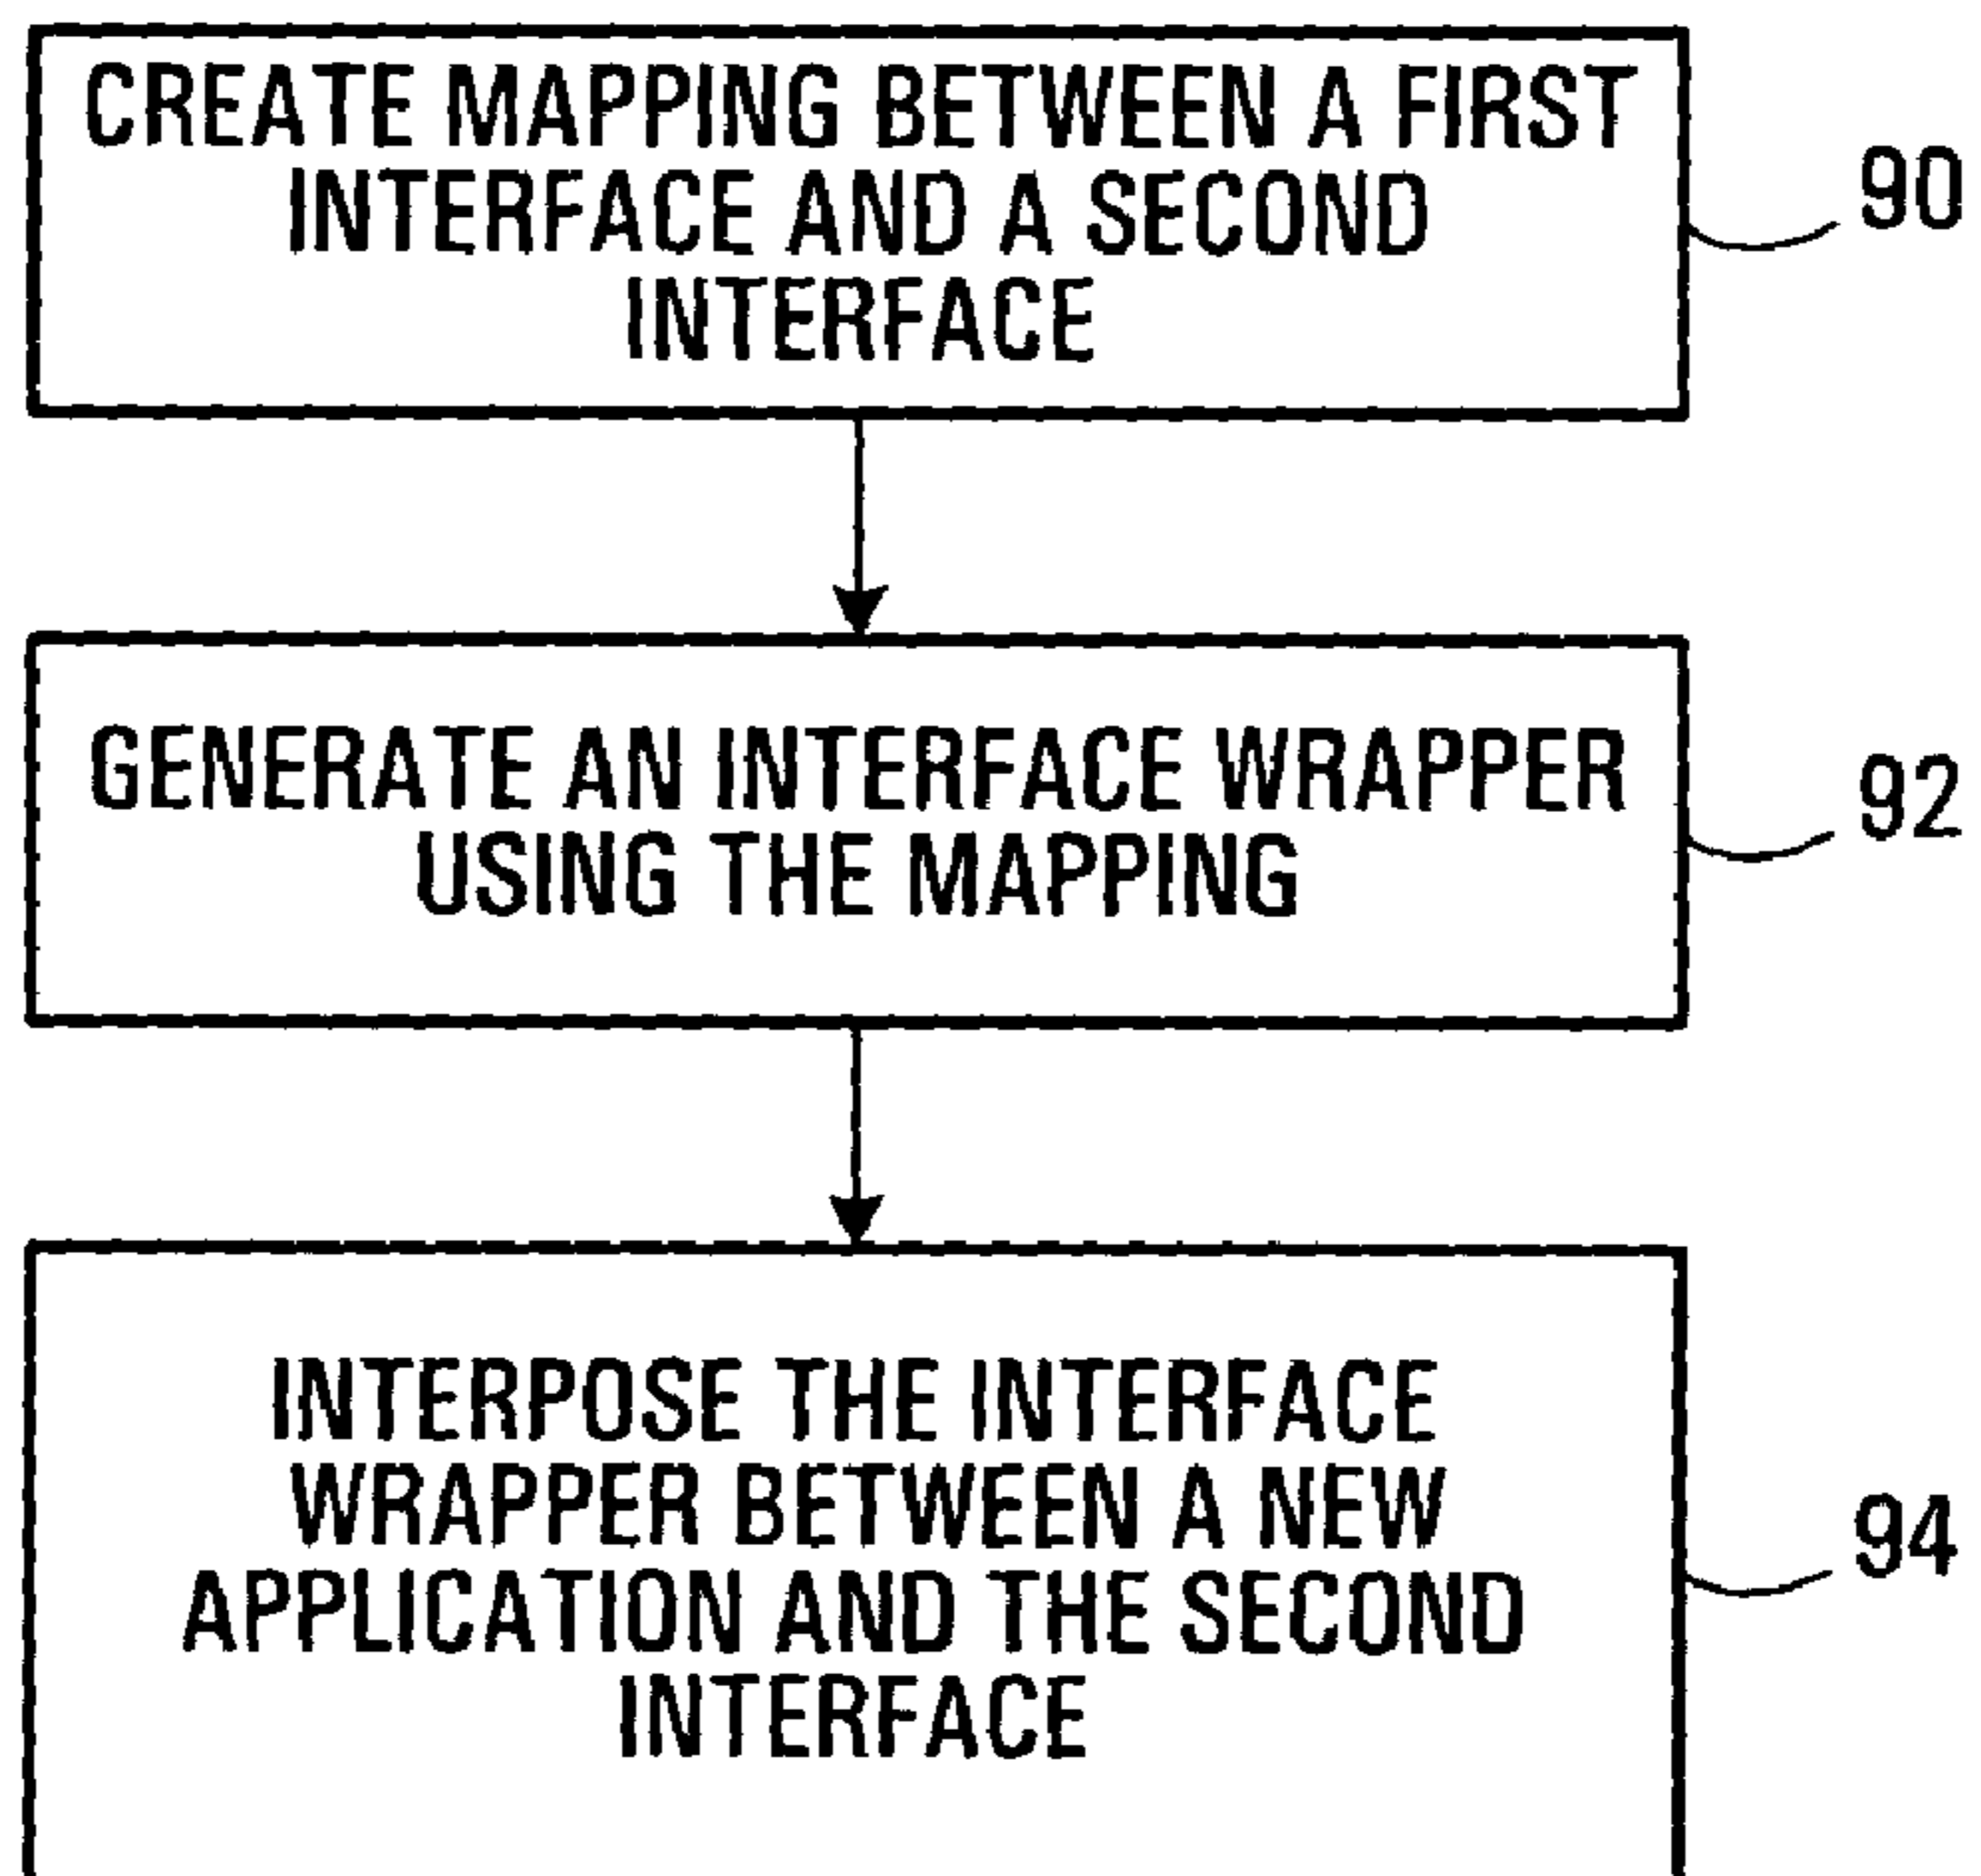 CREATE MAPPING BETWEEN A FIRST
INTERFACE AND A SECOND
INTERFACE
90
GENERATE AN INTERFACE WRAPPER
USING THE MAPPING
92
INTERPOSE THE INTERFACE
WRAPPER BETWEEN A NEW
APPLICATION AND THE SECOND
INTERFACE
94